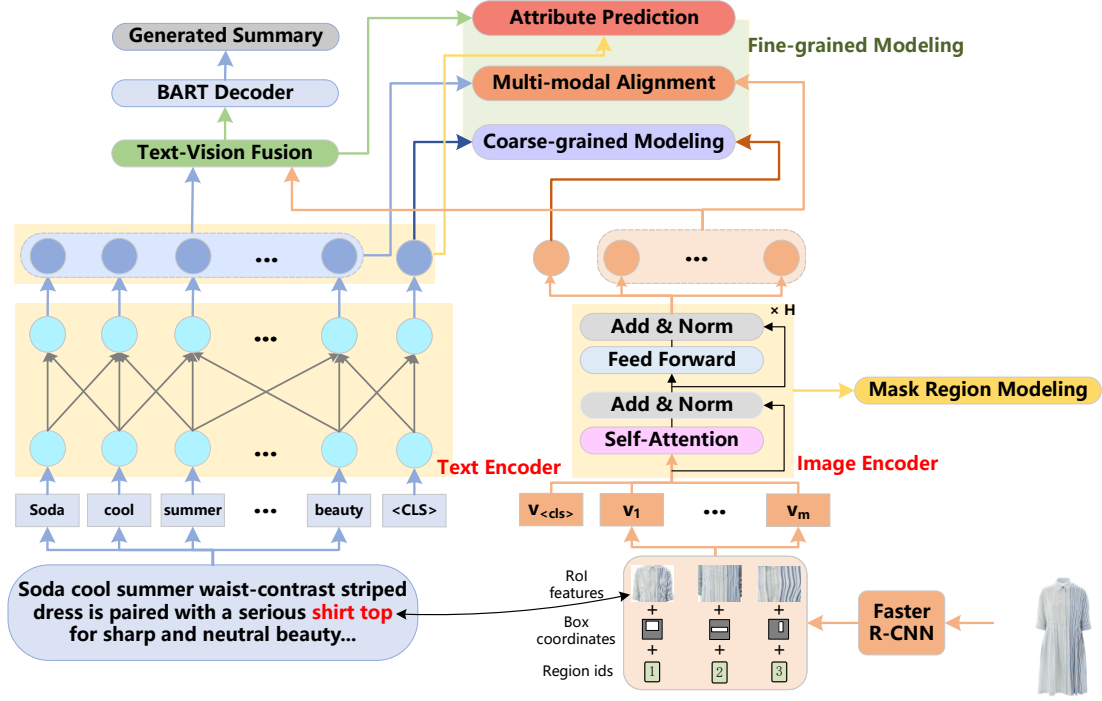 Attribute Prediction
Generated Summary
Fine-grained Modeling
BART Decoder
Multi-modal Alignment
Text-Vision Fusion
Coarse-grained Modeling
...
...
× H
Add & Norm
Feed Forward
...
Mask Region Modeling
Add & Norm
Self-Attention
...
Text Encoder
Image Encoder
Soda
cool
summer
...
beauty
<CLS>
v<cls>
v1
...
vm
Soda cool summer waist-contrast striped
dress is paired with a serious shirt top
for sharp and neutral beauty...
RoI
features
+ + +
Box
coordinates
+ + +
Region ids
1 2 3
Faster
R-CNN